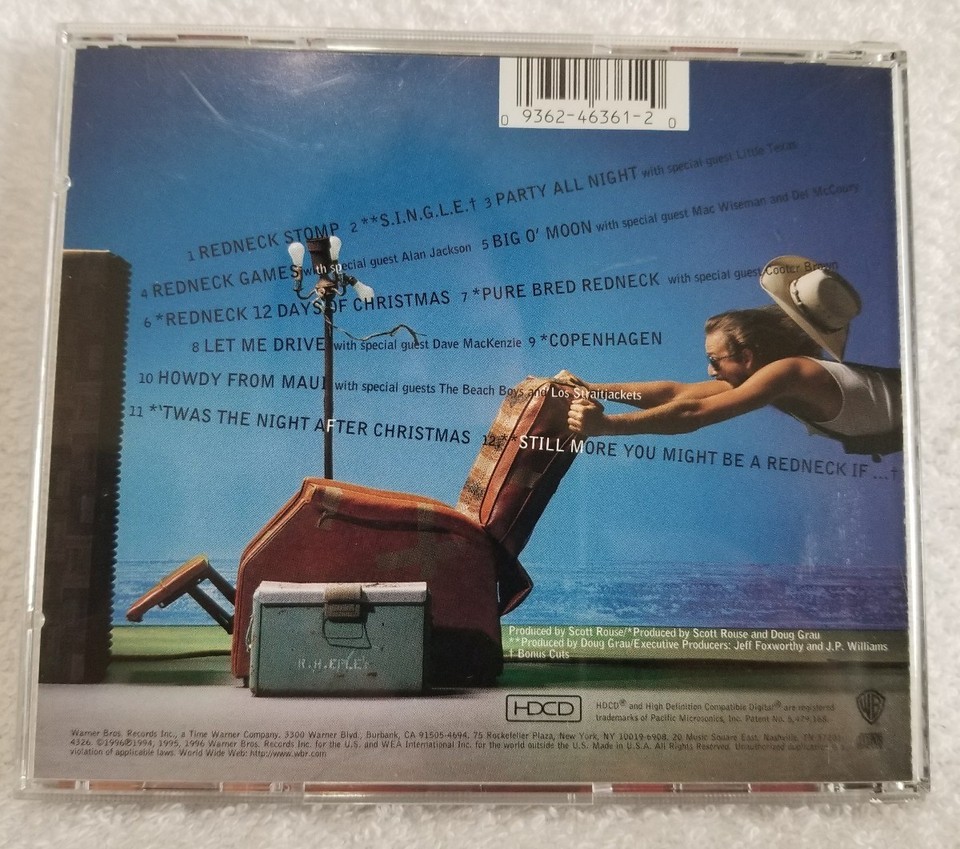 0 9362-46361-2 0
1 REDNECK STOMP 2 **S.I.N.G.L.E.† 3 PARTY ALL NIGHT with special guest Little Texas
4 REDNECK GAMES with special guest Alan Jackson 5 BIG O' MOON with special guest Mac Wiseman and Del McCoury
6 *REDNECK 12 DAYS OF CHRISTMAS 7 *PURE BRED REDNECK with special guest Cooter Brown
8 LET ME DRIVE with special guest Dave MacKenzie 9 *COPENHAGEN
10 HOWDY FROM MAUI with special guests The Beach Boys and Los Straitjackets
11 *'TWAS THE NIGHT AFTER CHRISTMAS 12 **STILL MORE YOU MIGHT BE A REDNECK IF ...†
R.H.EPLEY
Produced by Scott Rouse/*Produced by Scott Rouse and Doug Grau
**Produced by Doug Grau/Executive Producers: Jeff Foxworthy and J.P. Williams
† Bonus Cuts
HDCD
HDCD® and High Definition Compatible Digital® are registered
trademarks of Pacific Microsonics, Inc. Patent No. 5,479,168.
WB
Warner Bros. Records Inc., a Time Warner Company. 3300 Warner Blvd., Burbank, CA 91505-4694. 75 Rockefeller Plaza, New York, NY 10019-6908. 20 Music Square East, Nashville, TN 37203-
4326. ©1996 ℗1994, 1995, 1996 Warner Bros. Records Inc. for the U.S. and WEA International Inc. for the world outside the U.S. Made in U.S.A. All Rights Reserved. Unauthorized duplication is a
violation of applicable laws. World Wide Web: http://www.wbr.com